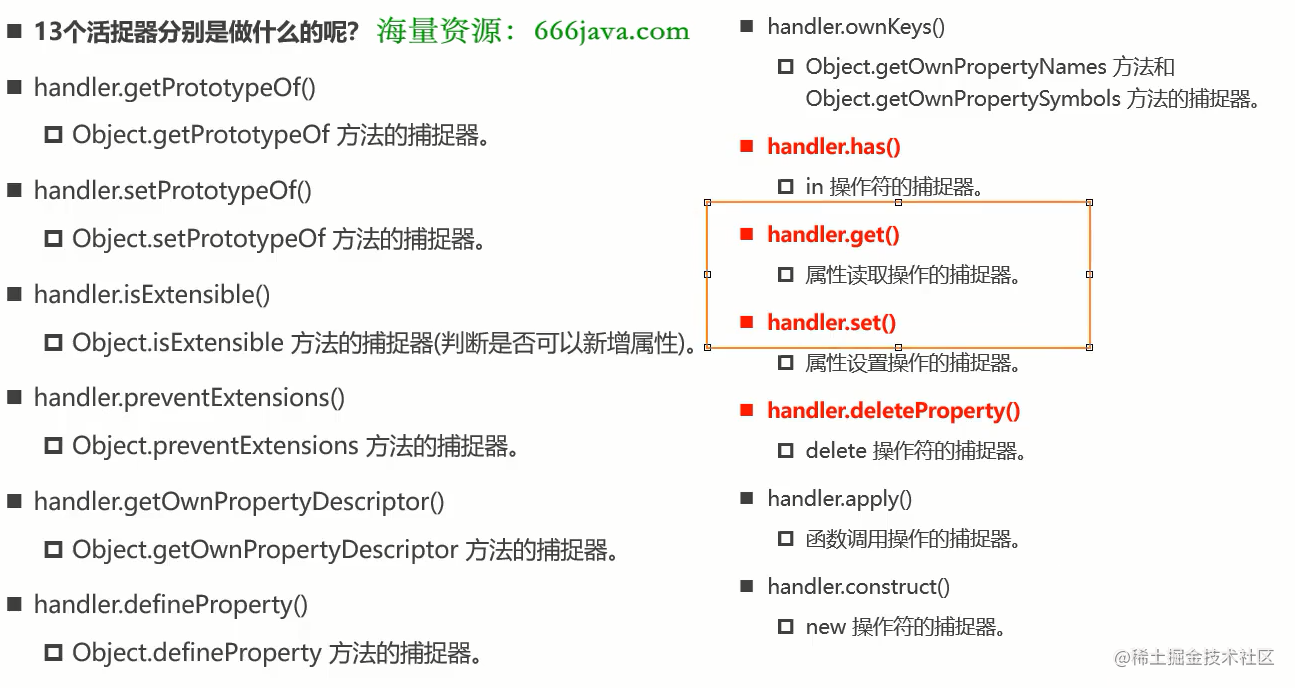 13个活捉器分别是做什么的呢？ 海量资源：666java.com
handler.getPrototypeOf()
Object.getPrototypeOf 方法的捕捉器。
handler.setPrototypeOf()
Object.setPrototypeOf 方法的捕捉器。
handler.isExtensible()
Object.isExtensible 方法的捕捉器(判断是否可以新增属性)。
handler.preventExtensions()
Object.preventExtensions 方法的捕捉器。
handler.getOwnPropertyDescriptor()
Object.getOwnPropertyDescriptor 方法的捕捉器。
handler.defineProperty()
Object.defineProperty 方法的捕捉器。
handler.ownKeys()
Object.getOwnPropertyNames 方法和
Object.getOwnPropertySymbols 方法的捕捉器。
handler.has()
in 操作符的捕捉器。
handler.get()
属性读取操作的捕捉器。
handler.set()
属性设置操作的捕捉器。
handler.deleteProperty()
delete 操作符的捕捉器。
handler.apply()
函数调用操作的捕捉器。
handler.construct()
new 操作符的捕捉器。
@稀土掘金技术社区